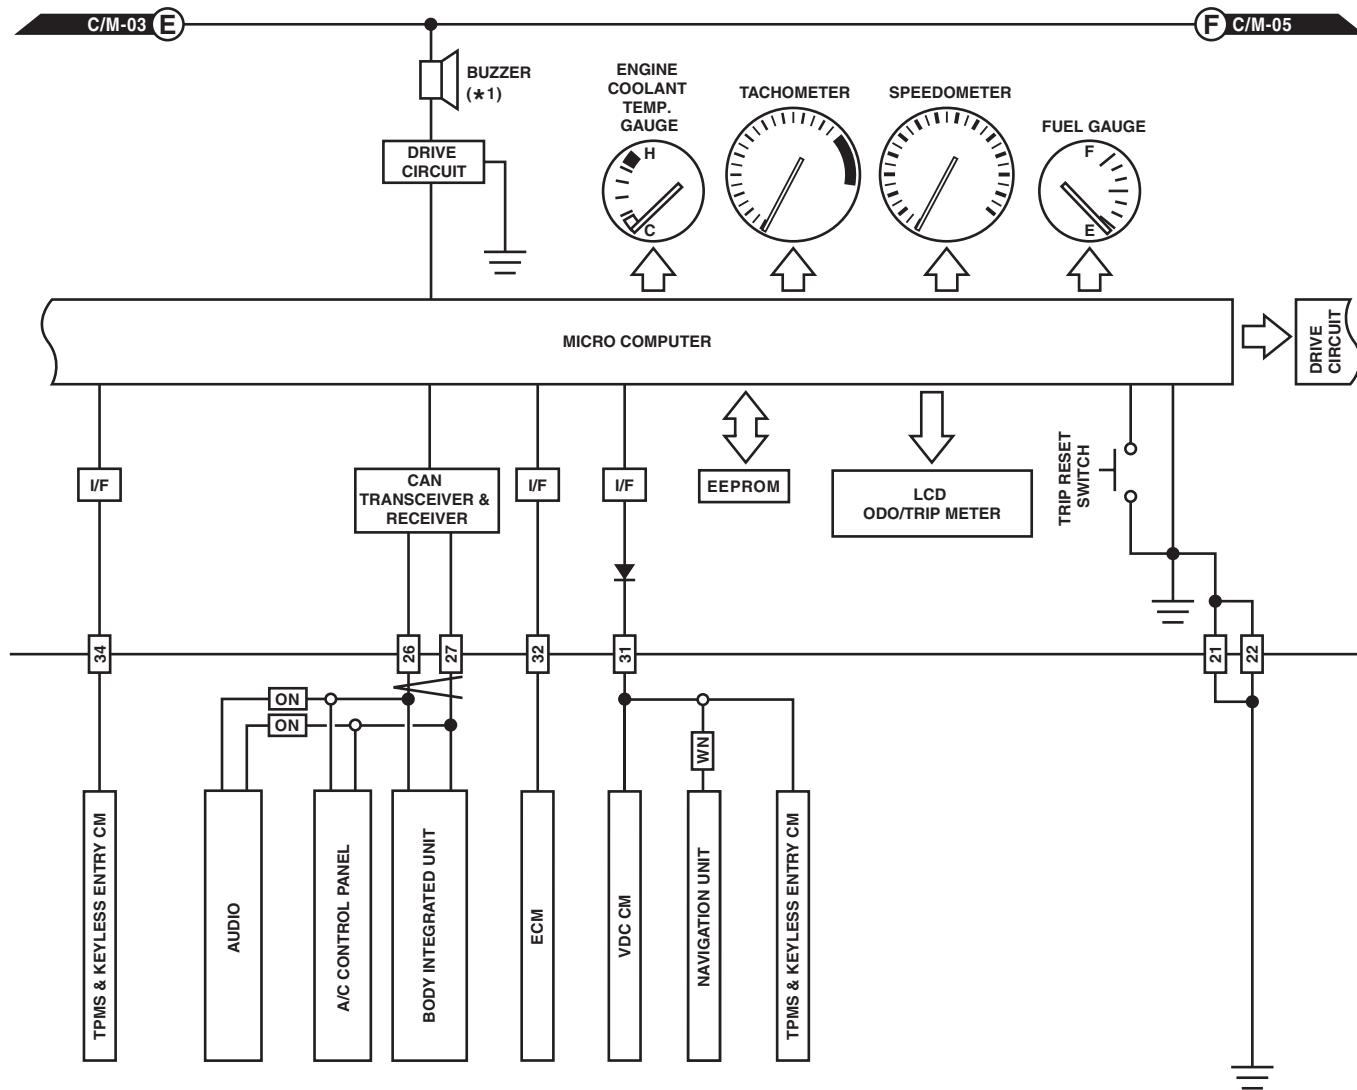 C/M-03 E
F C/M-05
BUZZER
(★1)
DRIVE
CIRCUIT
ENGINE
COOLANT
TEMP.
GAUGE
H
C
TACHOMETER
SPEEDOMETER
FUEL GAUGE
F
E
MICRO COMPUTER
DRIVE
CIRCUIT
I/F
CAN
TRANSCEIVER &
RECEIVER
I/F
I/F
EEPROM
LCD
ODO/TRIP METER
TRIP RESET
SWITCH
34
26
27
32
31
21
22
ON
ON
WN
TPMS & KEYLESS ENTRY CM
AUDIO
A/C CONTROL PANEL
BODY INTEGRATED UNIT
ECM
VDC CM
NAVIGATION UNIT
TPMS & KEYLESS ENTRY CM